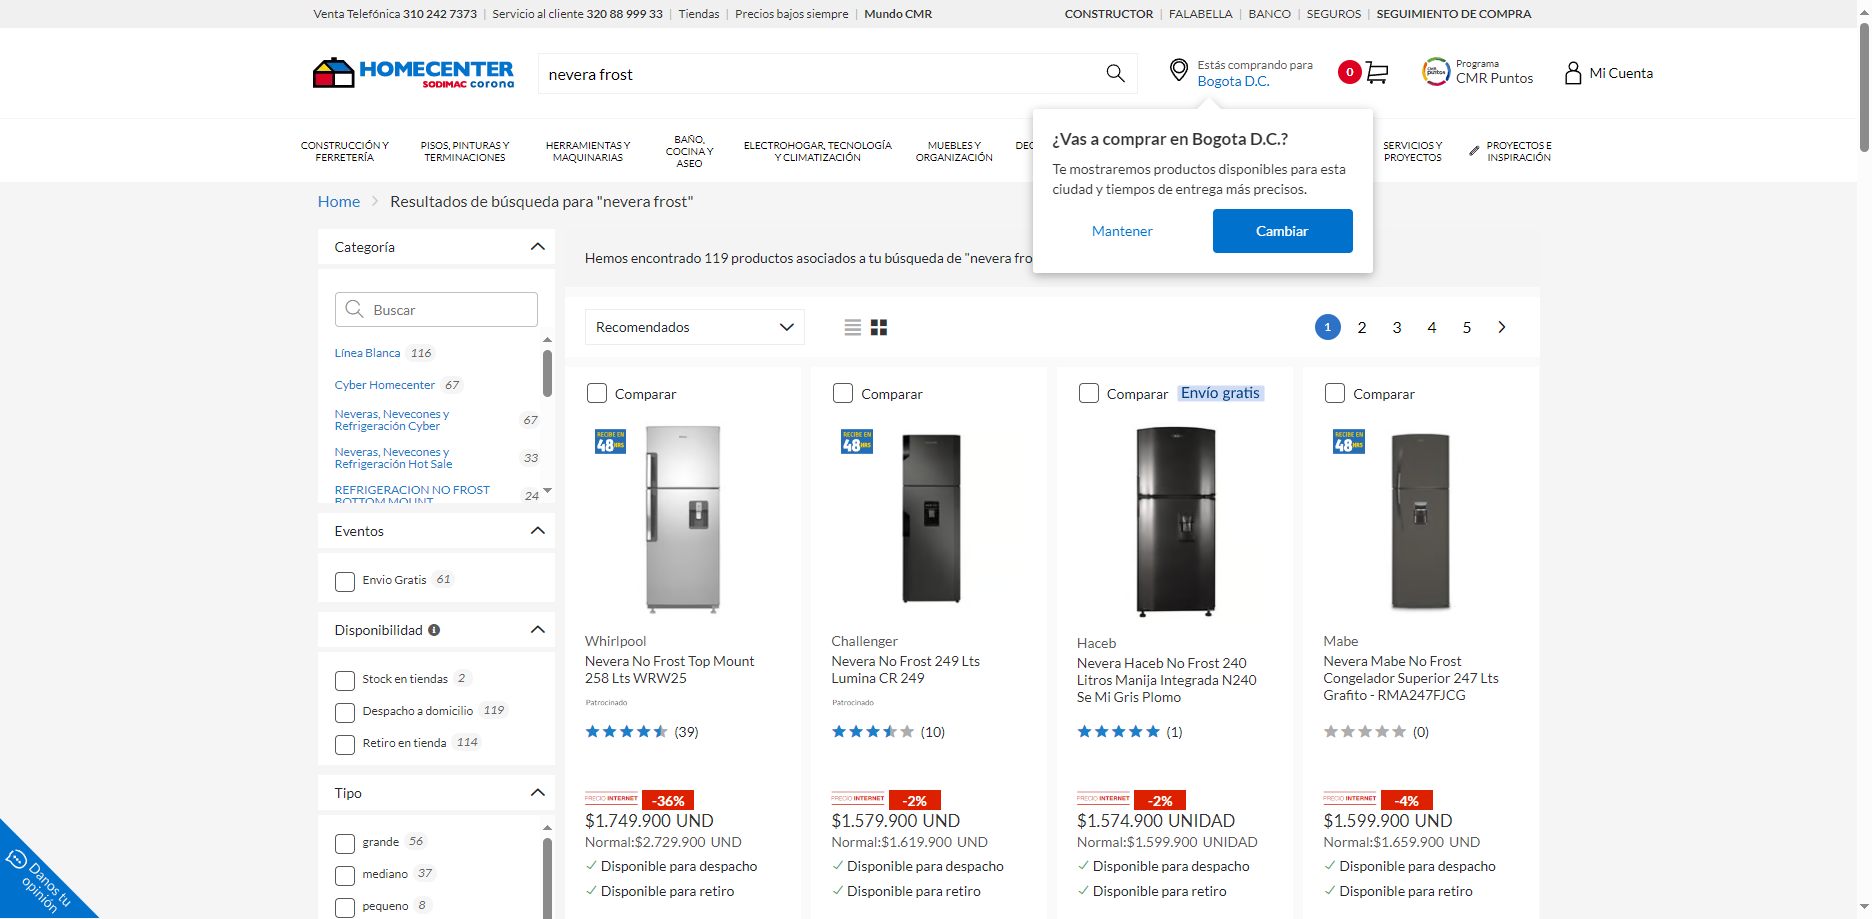 Venta Telefónica 310 242 7373 | Servicio al cliente 320 88 999 33 | Tiendas | Precios bajos siempre | Mundo CMR
CONSTRUCTOR | FALABELLA | BANCO | SEGUROS | SEGUIMIENTO DE COMPRA
HOMECENTER
SODIMAC corona
nevera frost
Estás comprando para
Bogota D.C.
0
Programa
CMR Puntos
Mi Cuenta
CONSTRUCCIÓN Y
FERRETERÍA
PISOS, PINTURAS Y
TERMINACIONES
HERRAMIENTAS Y
MAQUINARIAS
BAÑO,
COCINA Y
ASEO
ELECTROHOGAR, TECNOLOGÍA
Y CLIMATIZACIÓN
MUEBLES Y
ORGANIZACIÓN
DEC
SERVICIOS Y
PROYECTOS
PROYECTOS E
INSPIRACIÓN
¿Vas a comprar en Bogota D.C.?
Te mostraremos productos disponibles para esta
ciudad y tiempos de entrega más precisos.
Mantener
Cambiar
Home > Resultados de búsqueda para "nevera frost"
Categoría
Buscar
Línea Blanca 116
Cyber Homecenter 67
Neveras, Nevecones y
Refrigeración Cyber 67
Neveras, Nevecones y
Refrigeración Hot Sale 33
REFRIGERACION NO FROST
BOTTOM MOUNT 24
Eventos
Envio Gratis 61
Disponibilidad
Stock en tiendas 2
Despacho a domicilio 119
Retiro en tienda 114
Tipo
grande 56
mediano 37
pequeno 8
Danos tu
opinión
Hemos encontrado 119 productos asociados a tu búsqueda de "nevera fro
Recomendados
1 2 3 4 5
Comparar
RECIBE EN
48HRS
Whirlpool
Nevera No Frost Top Mount
258 Lts WRW25
Patrocinado
(39)
PRECIO INTERNET -36%
$1.749.900 UND
Normal:$2.729.900 UND
Disponible para despacho
Disponible para retiro
Comparar
RECIBE EN
48HRS
Challenger
Nevera No Frost 249 Lts
Lumina CR 249
Patrocinado
(10)
PRECIO INTERNET -2%
$1.579.900 UND
Normal:$1.619.900 UND
Disponible para despacho
Disponible para retiro
Comparar Envío gratis
Haceb
Nevera Haceb No Frost 240
Litros Manija Integrada N240
Se Mi Gris Plomo
(1)
PRECIO INTERNET -2%
$1.574.900 UNIDAD
Normal:$1.599.900 UNIDAD
Disponible para despacho
Disponible para retiro
Comparar
RECIBE EN
48HRS
Mabe
Nevera Mabe No Frost
Congelador Superior 247 Lts
Grafito - RMA247FJCG
(0)
PRECIO INTERNET -4%
$1.599.900 UND
Normal:$1.659.900 UND
Disponible para despacho
Disponible para retiro